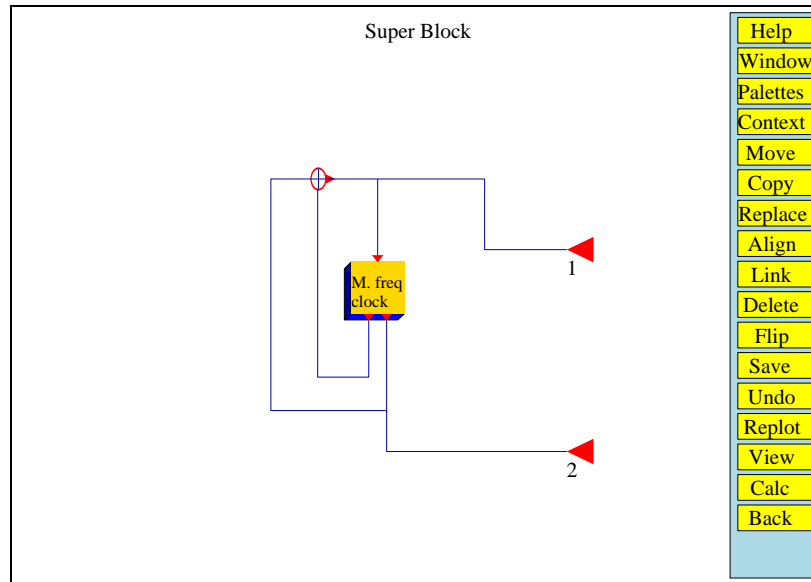 Super Block
1
M. freq
clock
2
Help
Window
Palettes
Context
Move
Copy
Replace
Align
Link
Delete
Flip
Save
Undo
Replot
View
Calc
Back